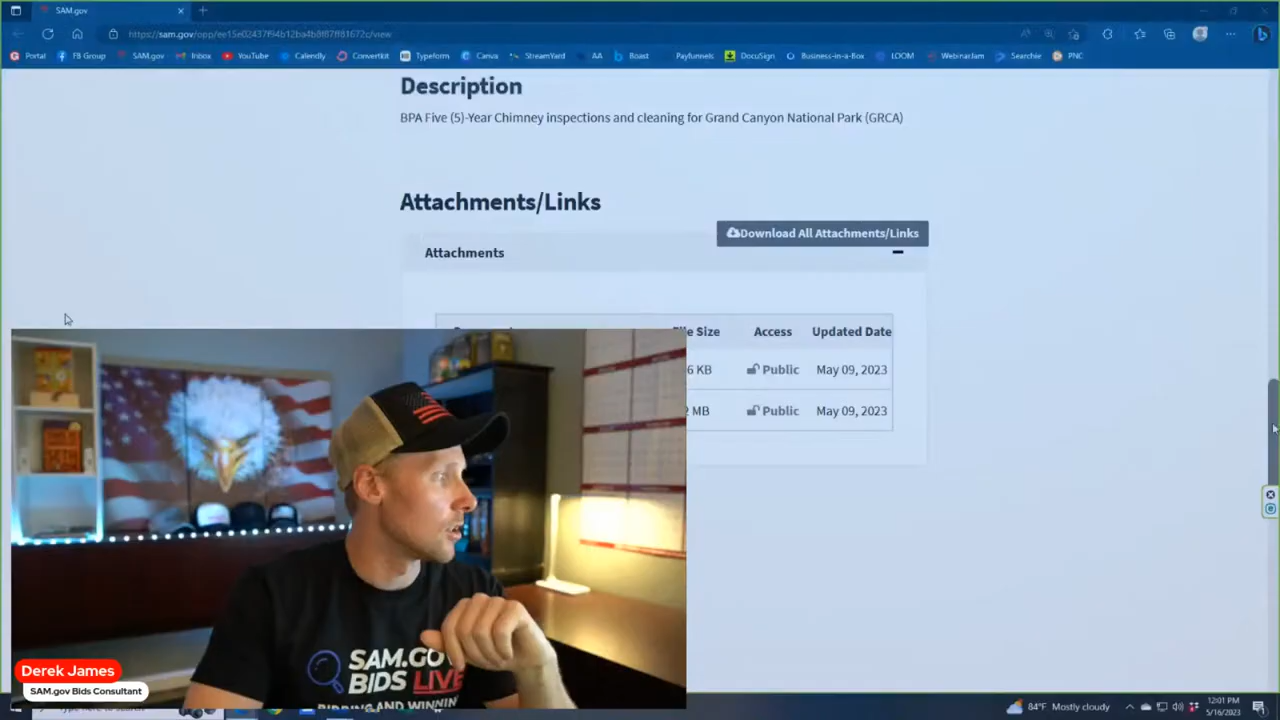 SAM.gov
https://sam.gov/opp/ee15e02437f94b12ba4b8f87ff81672c/view
Portal
FB Group
SAM.gov
Inbox
YouTube
Calendly
ConvertKit
Typeform
Canva
StreamYard
AA
Boast
Payfunnels
DocuSign
Business-in-a-Box
LOOM
WebinarJam
Searchie
PNC
Description
BPA Five (5)-Year Chimney inspections and cleaning for Grand Canyon National Park (GRCA)
Attachments/Links
Download All Attachments/Links
Attachments
File Size
Access
Updated Date
6 KB
Public
May 09, 2023
MB
Public
May 09, 2023
SAM.GOV
BIDS LIVE
BIDDING AND WINNING
Derek James
SAM.gov Bids Consultant
84°F Mostly cloudy
12:01 PM
5/16/2023